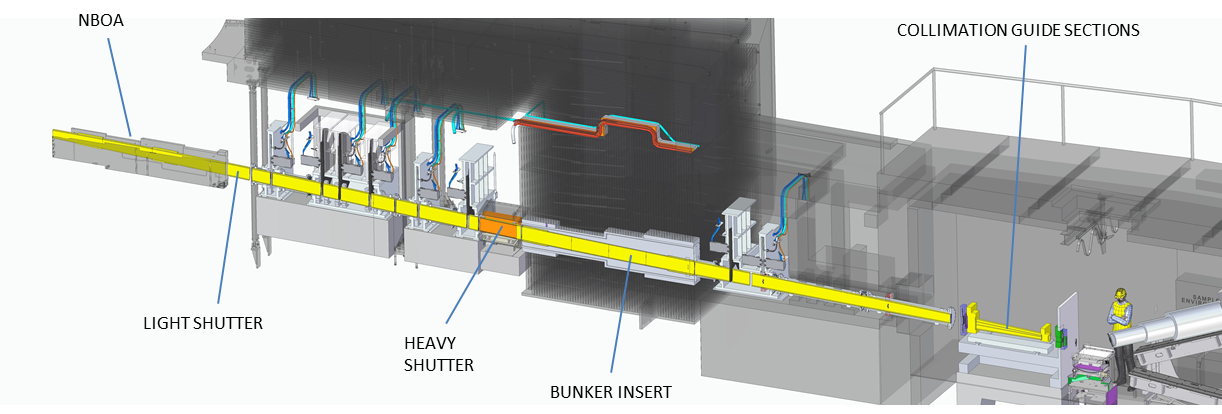 NBOA
COLLIMATION GUIDE SECTIONS
LIGHT SHUTTER
HEAVY
SHUTTER
BUNKER INSERT